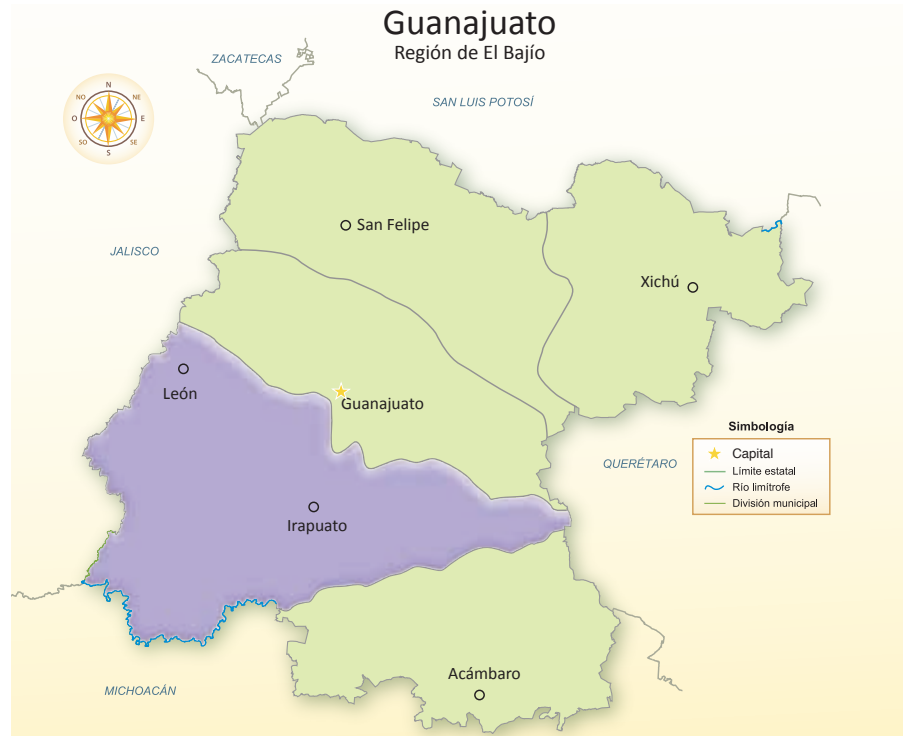 Guanajuato
Región de El Bajío
ZACATECAS
SAN LUIS POTOSÍ
N
NO
NE
O
E
SO
SE
S
San Felipe
JALISCO
Xichú
León
Guanajuato
Simbología
Capital
Límite estatal
Río limítrofe
División municipal
QUERÉTARO
Irapuato
Acámbaro
MICHOACÁN